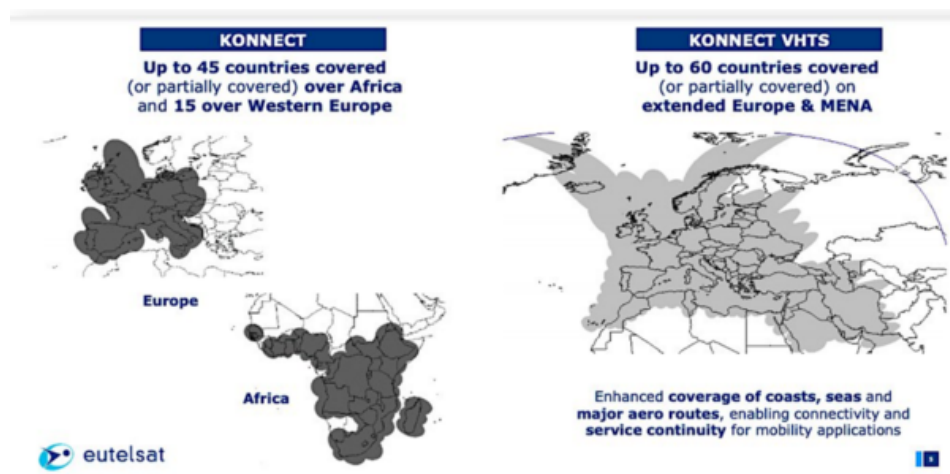 KONNECT
Up to 45 countries covered
(or partially covered) over Africa
and 15 over Western Europe
Europe
Africa
KONNECT VHTS
Up to 60 countries covered
(or partially covered) on
extended Europe & MENA
Enhanced coverage of coasts, seas and
major aero routes, enabling connectivity and
service continuity for mobility applications
eutelsat